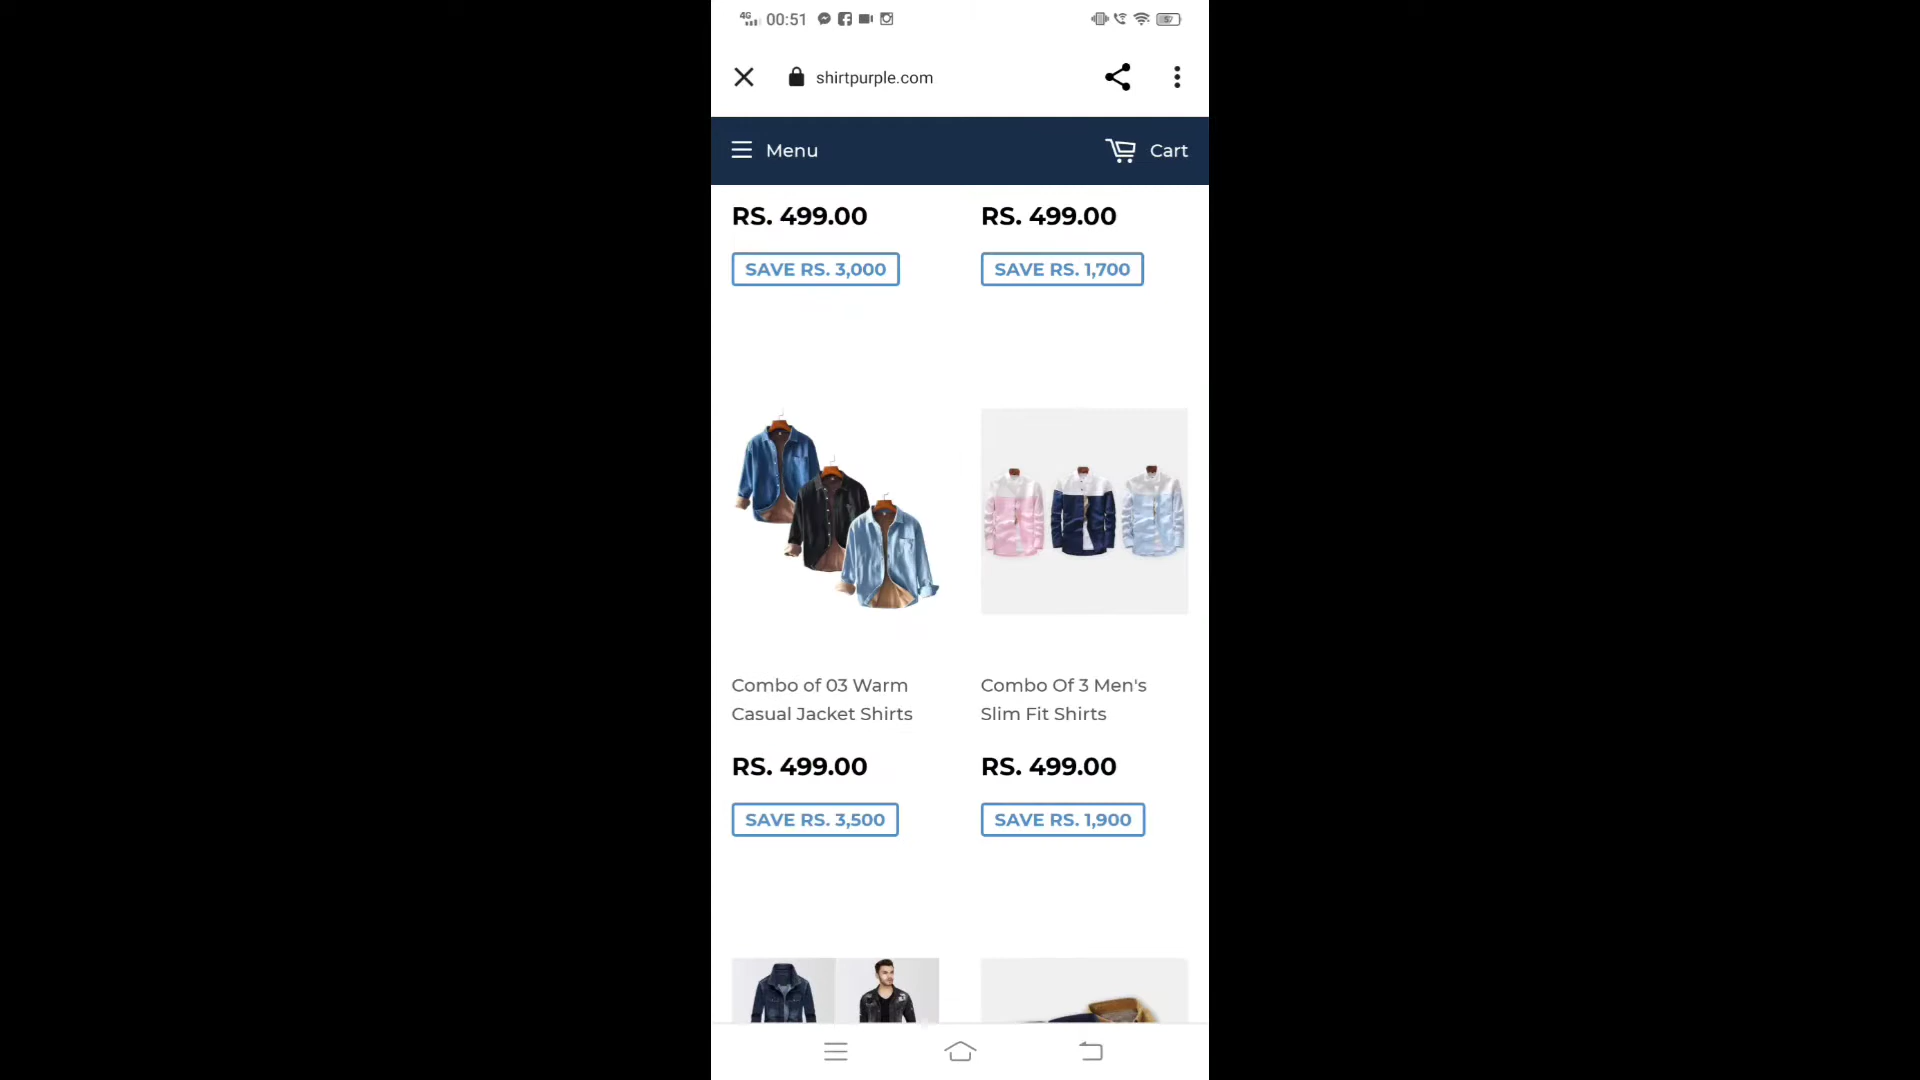 4G 00:51 57
shirtpurple.com
Menu Cart
RS. 499.00 RS. 499.00
SAVE RS. 3,000 SAVE RS. 1,700
Combo of 03 Warm
Casual Jacket Shirts
Combo Of 3 Men's
Slim Fit Shirts
RS. 499.00 RS. 499.00
SAVE RS. 3,500 SAVE RS. 1,900